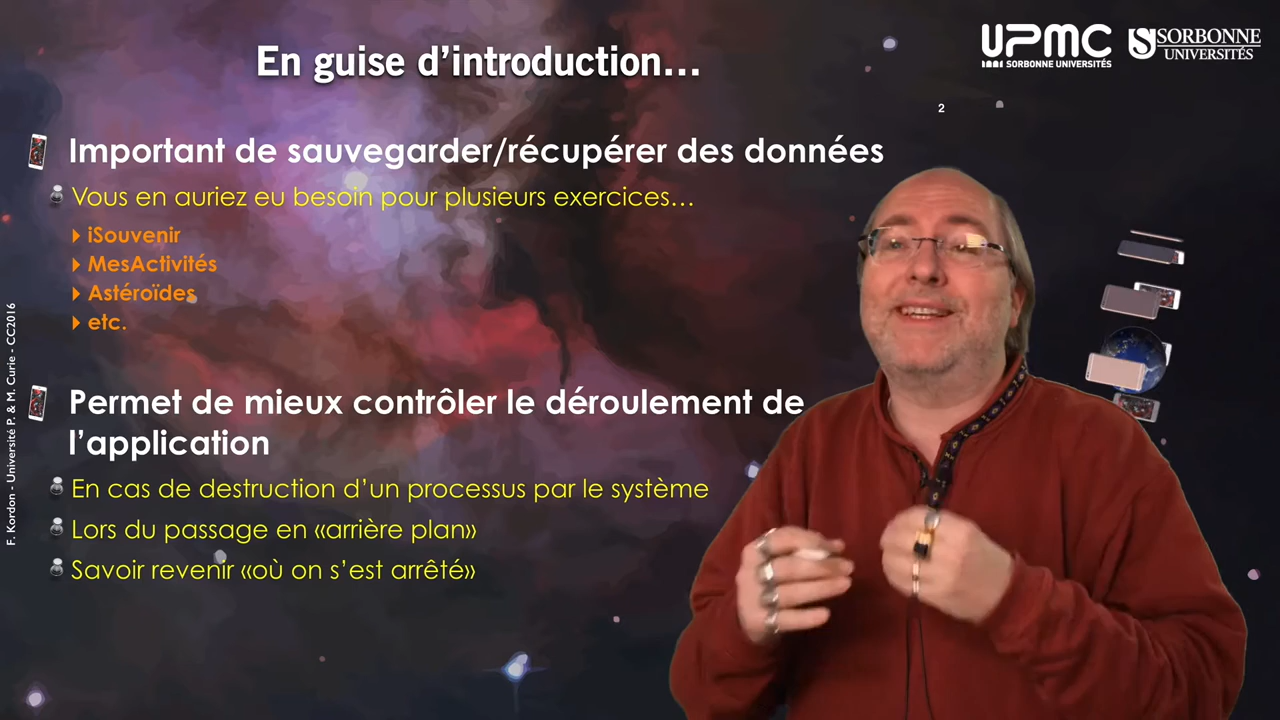 En guise d'introduction...
UPMC
SORBONNE UNIVERSITÉS
SORBONNE
UNIVERSITÉS
2
Important de sauvegarder/récupérer des données
Vous en auriez eu besoin pour plusieurs exercices...
iSouvenir
MesActivités
Astéroïdes
etc.
Permet de mieux contrôler le déroulement de
l'application
En cas de destruction d'un processus par le système
Lors du passage en «arrière plan»
Savoir revenir «où on s'est arrêté»
F. Kordon - Université P. & M. Curie - CC2016